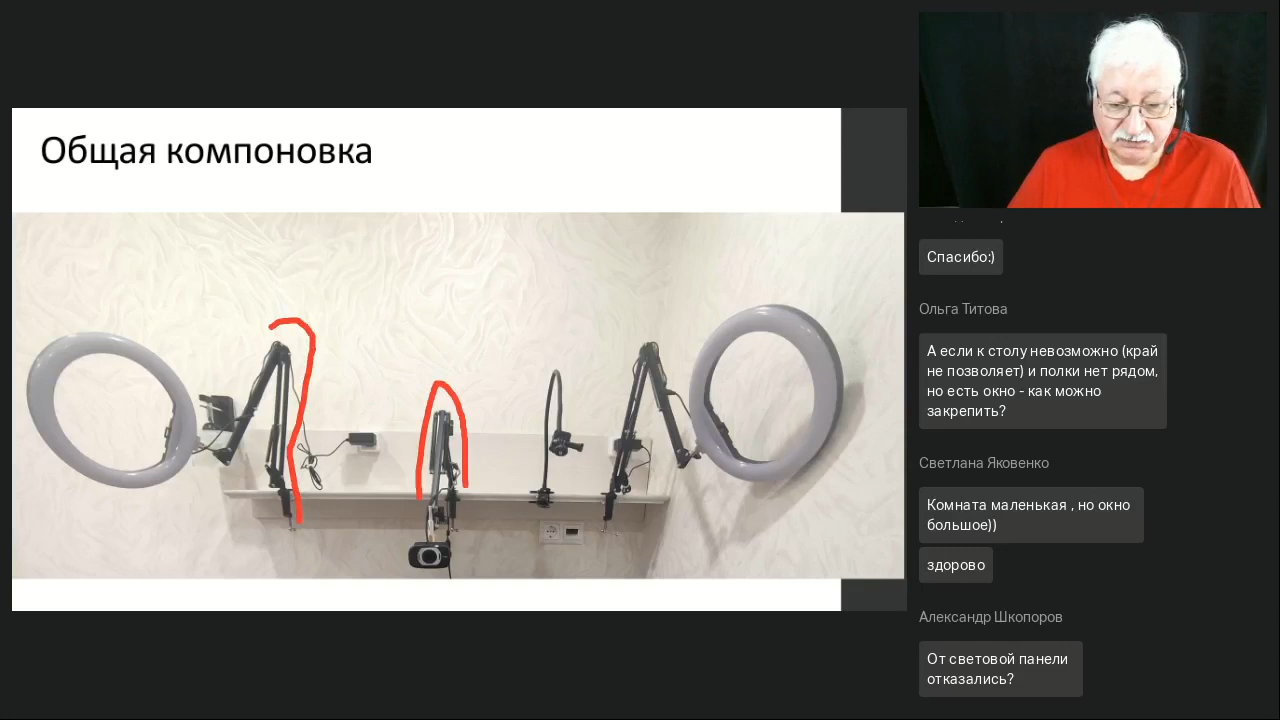 Общая компоновка
Спасибо:)
Ольга Титова
А если к столу невозможно (край
не позволяет) и полки нет рядом,
но есть окно - как можно
закрепить?
Светлана Яковенко
Комната маленькая , но окно
большое))
здорово
Александр Шкопоров
От световой панели
отказались?